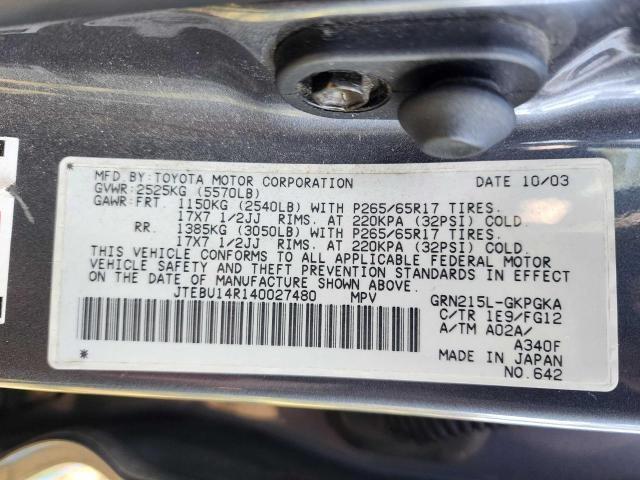 MFD.BY:TOYOTA MOTOR CORPORATION DATE 10/03
GVWR:2525KG (5570LB)
GAWR:FRT. 1150KG (2540LB) WITH P265/65R17 TIRES.
17X7 1/2JJ RIMS. AT 220KPA (32PSI) COLD.
RR. 1385KG (3050LB) WITH P265/65R17 TIRES.
17X7 1/2JJ RIMS. AT 220KPA (32PSI) COLD.
THIS VEHICLE CONFORMS TO ALL APPLICABLE FEDERAL MOTOR
VEHICLE SAFETY AND THEFT PREVENTION STANDARDS IN EFFECT
ON THE DATE OF MANUFACTURE SHOWN ABOVE.
JTEBU14R140027480 MPV GRN215L-GKPGKA
C/TR 1E9/FG12
A/TM A02A/
A340F
MADE IN JAPAN
NO.642